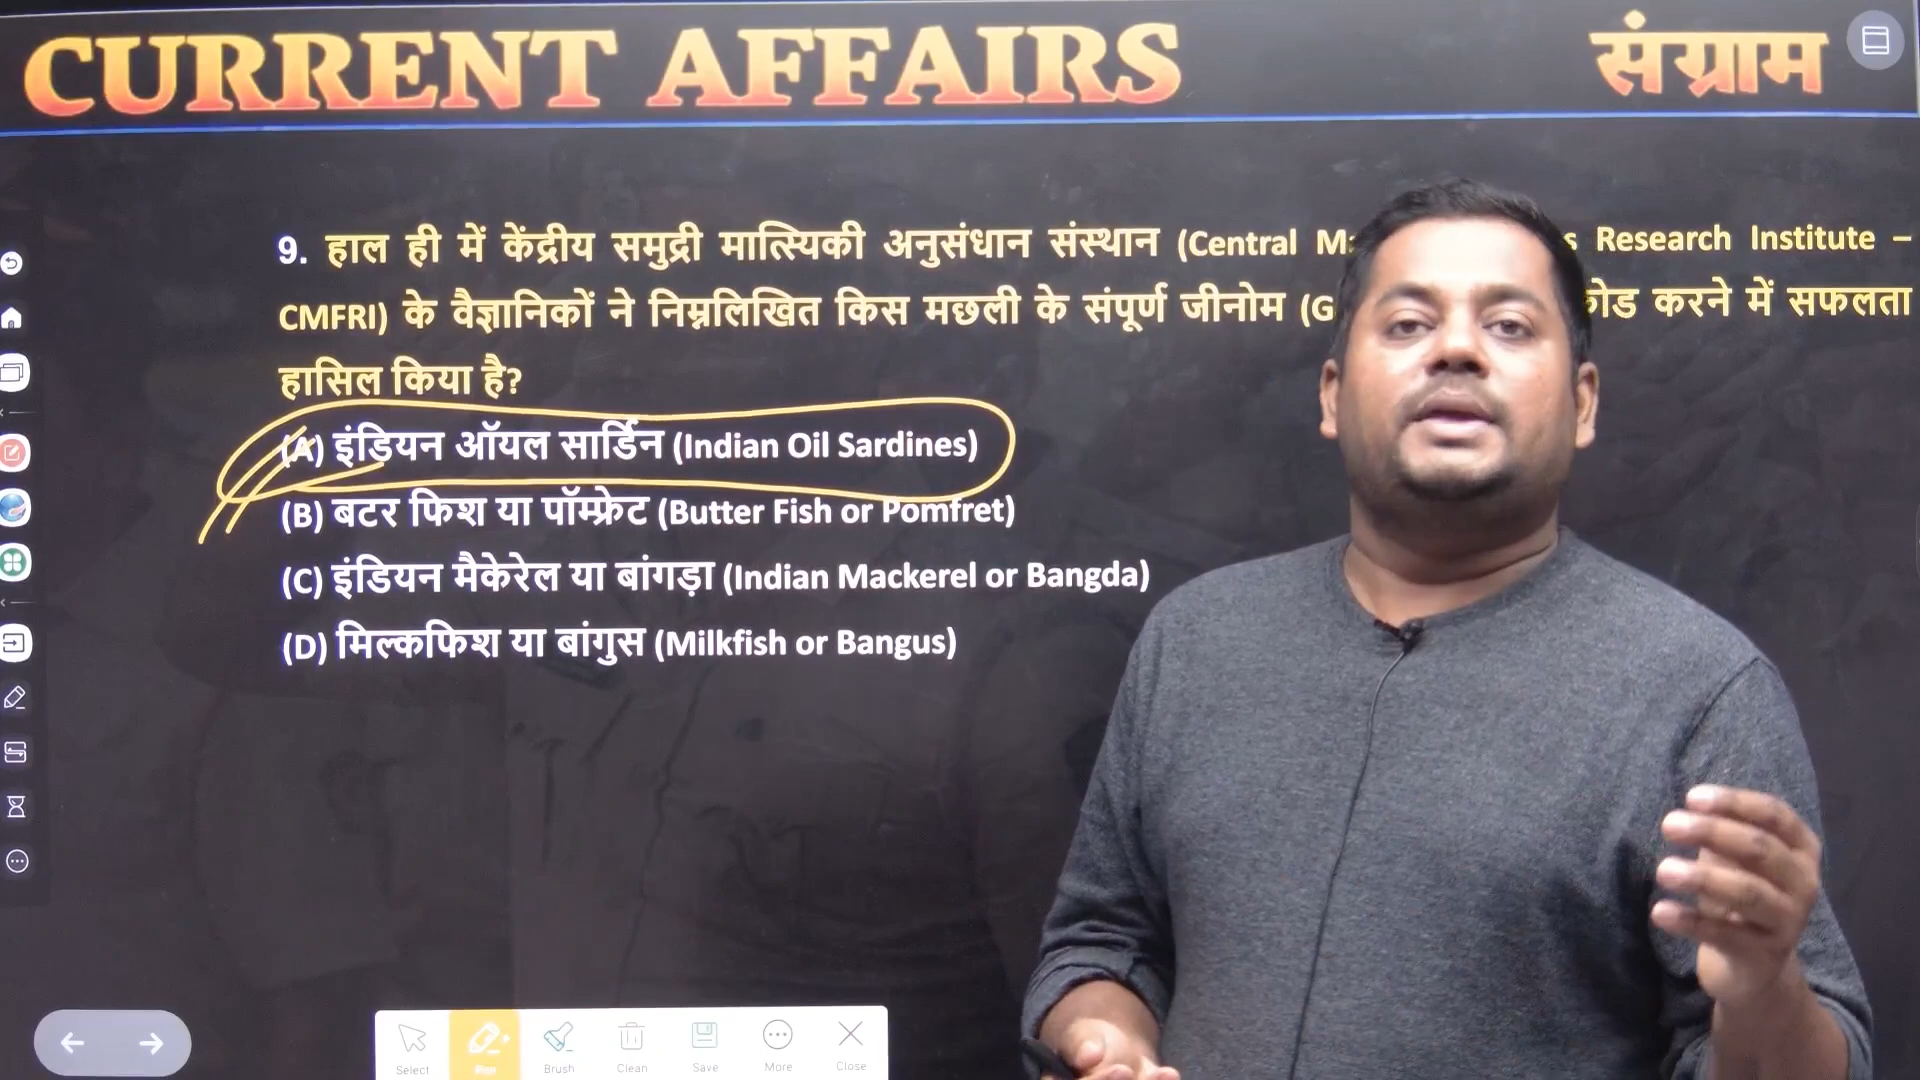 CURRENT AFFAIRS
संग्राम
9. हाल ही में केंद्रीय समुद्री मात्स्यिकी अनुसंधान संस्थान (Central Research Institute –
CMFRI) के वैज्ञानिकों ने निम्नलिखित किस मछली के संपूर्ण जीनोम करने में सफलता
हासिल किया है?
(A) इंडियन ऑयल सार्डिन (Indian Oil Sardines)
(B) बटर फिश या पॉम्फ्रेट (Butter Fish or Pomfret)
(C) इंडियन मैकेरेल या बांगड़ा (Indian Mackerel or Bangda)
(D) मिल्कफिश या बांगुस (Milkfish or Bangus)
Select Pen Brush Clean Save More Close